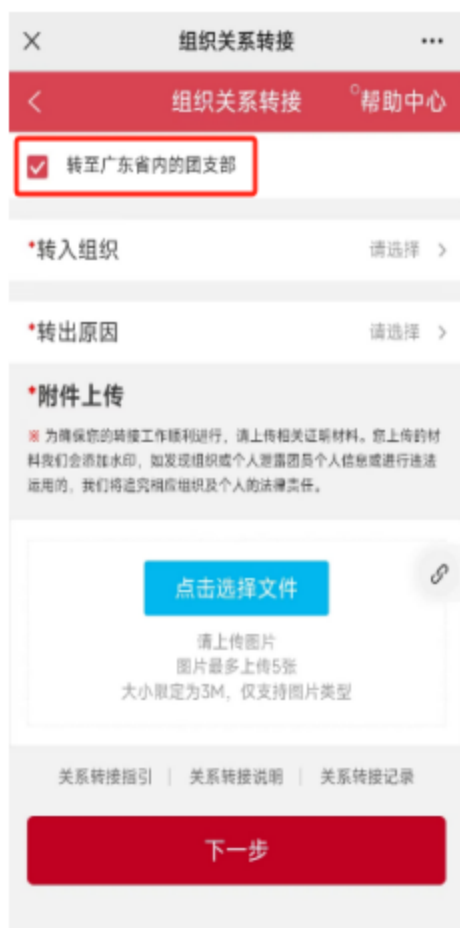 组织关系转接
组织关系转接 帮助中心
转至广东省内的团支部
*转入组织 请选择
*转出原因 请选择
*附件上传
※ 为确保您的转接工作顺利进行，请上传相关证明材料。您上传的材
料我们会添加水印，如发现组织或个人泄露团员个人信息或进行违法
运用的，我们将追究相应组织及个人的法律责任。
点击选择文件
请上传图片
图片最多上传5张
大小限定为3M，仅支持图片类型
关系转接指引 | 关系转接说明 | 关系转接记录
下一步